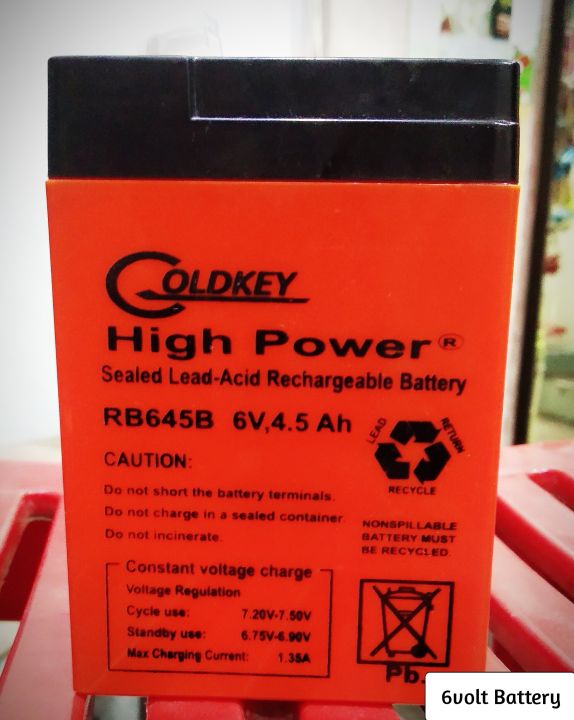 GOLDKEY
High Power®
Sealed Lead-Acid Rechargeable Battery
RB645B 6V,4.5 Ah
LEAD RETURN
RECYCLE
CAUTION:
Do not short the battery terminals.
Do not charge in a sealed container.
Do not incinerate.
NONSPILLABLE
BATTERY MUST
BE RECYCLED.
Constant voltage charge
Voltage Regulation
Cycle use: 7.20V-7.50V
Standby use: 6.75V-6.90V
Max Charging Current: 1.35A
Pb.
6volt Battery